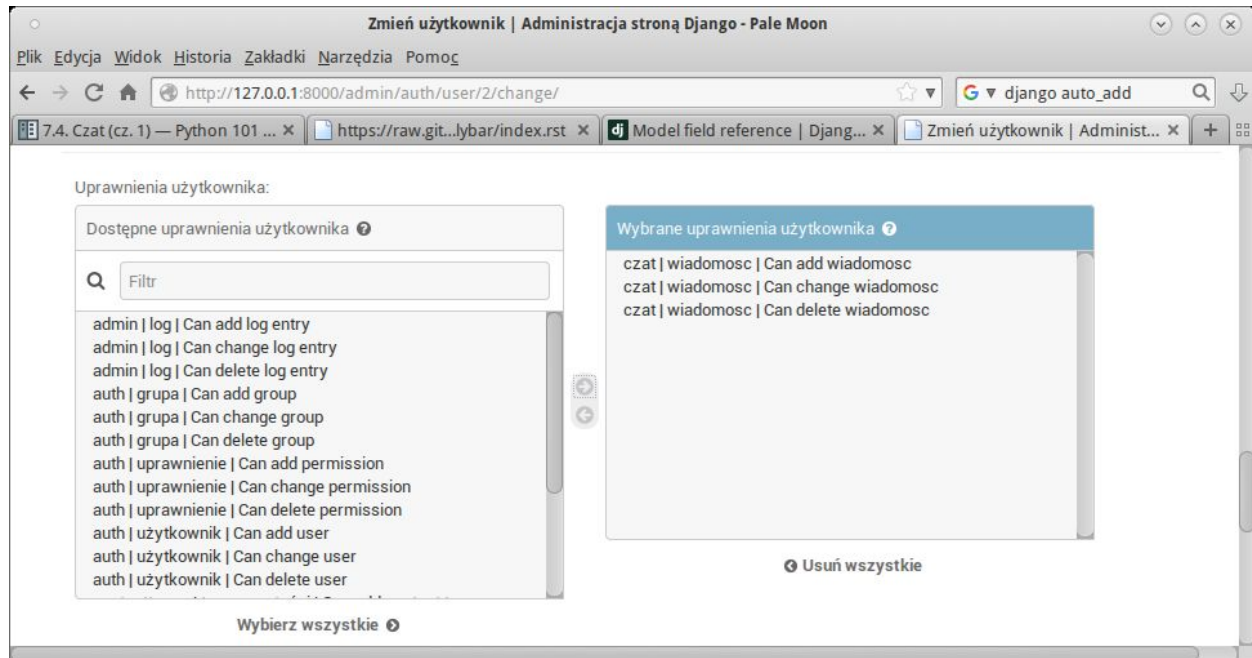 Zmień użytkownik | Administracja stroną Django - Pale Moon
Plik Edycja Widok Historia Zakładki Narzędzia Pomoc
http://127.0.0.1:8000/admin/auth/user/2/change/ django auto_add
7.4. Czat (cz. 1) — Python 101 ... https://raw.git...lybar/index.rst dj Model field reference | Djang... Zmień użytkownik | Administ...
Uprawnienia użytkownika:
Dostępne uprawnienia użytkownika
Filtr
admin | log | Can add log entry
admin | log | Can change log entry
admin | log | Can delete log entry
auth | grupa | Can add group
auth | grupa | Can change group
auth | grupa | Can delete group
auth | uprawnienie | Can add permission
auth | uprawnienie | Can change permission
auth | uprawnienie | Can delete permission
auth | użytkownik | Can add user
auth | użytkownik | Can change user
auth | użytkownik | Can delete user
Wybierz wszystkie
Wybrane uprawnienia użytkownika
czat | wiadomosc | Can add wiadomosc
czat | wiadomosc | Can change wiadomosc
czat | wiadomosc | Can delete wiadomosc
Usuń wszystkie